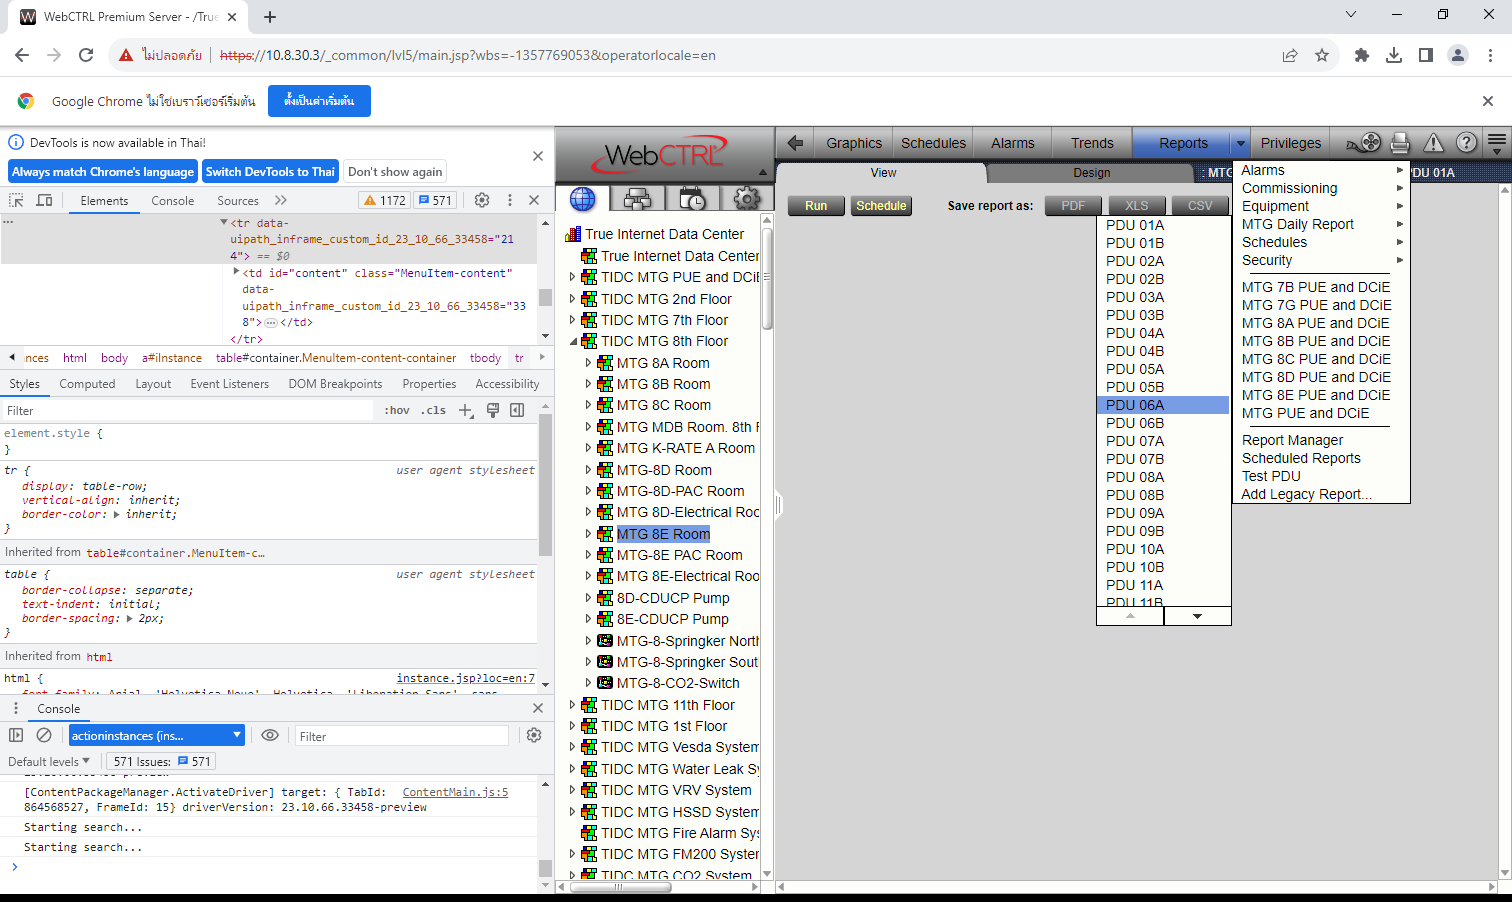 WebCTRL Premium Server - /True
ไม่ปลอดภัย
https://10.8.30.3/_common/lvl5/main.jsp?wbs=-1357769053&operatorlocale=en
Google Chrome ไม่ใช่เบราว์เซอร์เริ่มต้น
ตั้งเป็นค่าเริ่มต้น
DevTools is now available in Thai!
Always match Chrome's language
Switch DevTools to Thai
Don't show again
Elements
Console
Sources
1172
571
<tr data-
uipath_inframe_custom_id_23_10_66_33458="21
4"> == $0
<td id="content" class="MenuItem-content"
data-
uipath_inframe_custom_id_23_10_66_33458="33
8"> … </td>
</tr>
ances html body a#iInstance table#container.MenuItem-content-container tbody tr
Styles
Computed
Layout
Event Listeners
DOM Breakpoints
Properties
Accessibility
Filter
:hov .cls
element.style {
}
tr {
user agent stylesheet
display: table-row;
vertical-align: inherit;
border-color: inherit;
}
Inherited from table#container.MenuItem-c…
table {
user agent stylesheet
border-collapse: separate;
text-indent: initial;
border-spacing: 2px;
}
Inherited from html
html {
instance.jsp?loc=en:7
font-family: Arial, 'Helvetica Neue', Helvetica, 'Liberation Sans', sans-
Console
actioninstances (ins…
Filter
Default levels
571 Issues: 571
[ContentPackageManager.ActivateDriver] target: { TabId:
ContentMain.js:5
864568527, FrameId: 15} driverVersion: 23.10.66.33458-preview
Starting search...
Starting search...
WebCTRL
True Internet Data Center
True Internet Data Center
TIDC MTG PUE and DCiE
TIDC MTG 2nd Floor
TIDC MTG 7th Floor
TIDC MTG 8th Floor
MTG 8A Room
MTG 8B Room
MTG 8C Room
MTG MDB Room. 8th F
MTG K-RATE A Room
MTG-8D Room
MTG-8D-PAC Room
MTG 8D-Electrical Roo
MTG 8E Room
MTG-8E PAC Room
MTG 8E-Electrical Roo
8D-CDUCP Pump
8E-CDUCP Pump
MTG-8-Springker North
MTG-8-Springker Sout
MTG-8-CO2-Switch
TIDC MTG 11th Floor
TIDC MTG 1st Floor
TIDC MTG Vesda System
TIDC MTG Water Leak Sy
TIDC MTG VRV System
TIDC MTG HSSD System
TIDC MTG Fire Alarm Sys
TIDC MTG FM200 System
TIDC MTG CO2 System
Graphics
Schedules
Alarms
Trends
Reports
Privileges
View
Design
: MTG
PDU 01A
Run
Schedule
Save report as:
PDF
XLS
CSV
PDU 01A
PDU 01B
PDU 02A
PDU 02B
PDU 03A
PDU 03B
PDU 04A
PDU 04B
PDU 05A
PDU 05B
PDU 06A
PDU 06B
PDU 07A
PDU 07B
PDU 08A
PDU 08B
PDU 09A
PDU 09B
PDU 10A
PDU 10B
PDU 11A
PDU 11B
Alarms
Commissioning
Equipment
MTG Daily Report
Schedules
Security
MTG 7B PUE and DCiE
MTG 7G PUE and DCiE
MTG 8A PUE and DCiE
MTG 8B PUE and DCiE
MTG 8C PUE and DCiE
MTG 8D PUE and DCiE
MTG 8E PUE and DCiE
MTG PUE and DCiE
Report Manager
Scheduled Reports
Test PDU
Add Legacy Report...